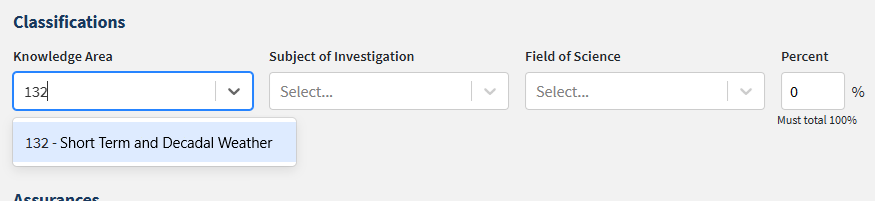 Classifications
Knowledge Area Subject of Investigation Field of Science Percent
132 Select... Select... 0 %
Must total 100%
132 - Short Term and Decadal Weather
Assurances